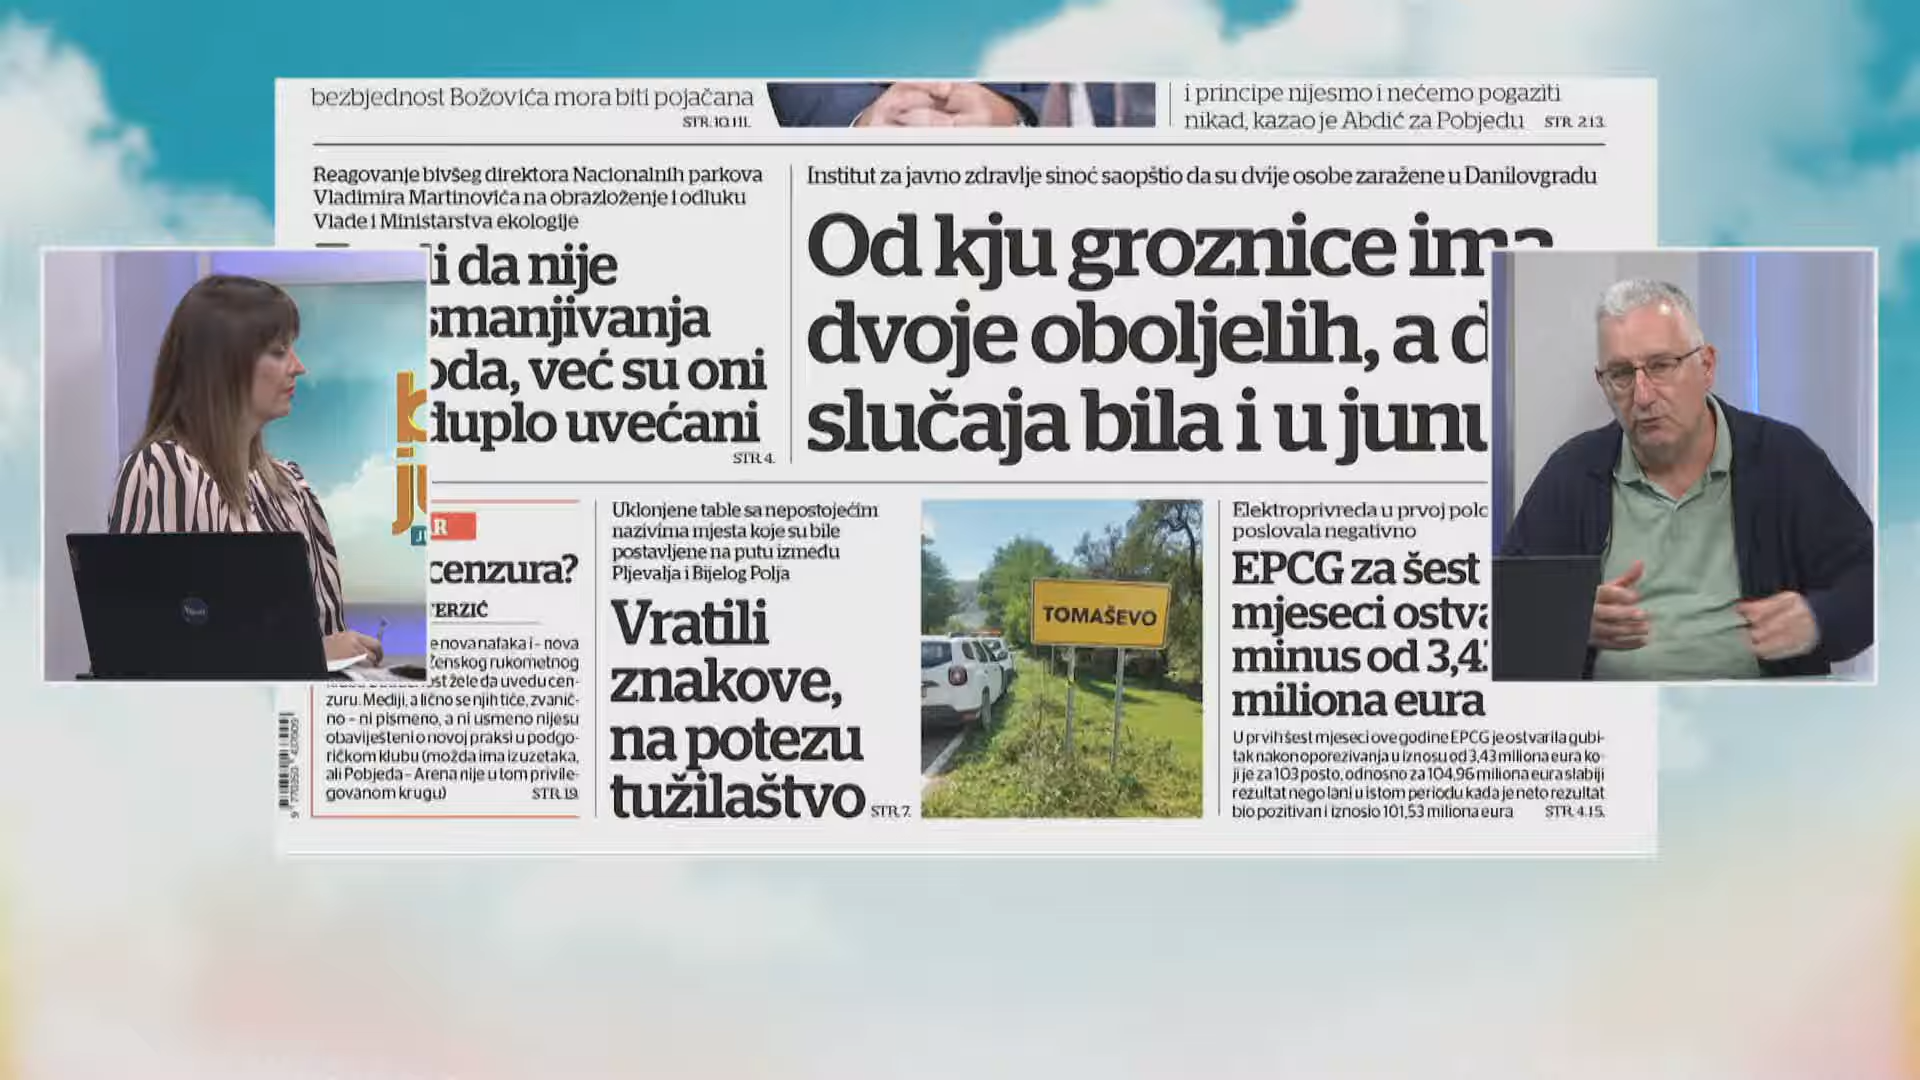 bezbjednost Božovića mora biti pojačana
STR. 10. i 11.
i principe nijesmo i nećemo pogaziti
nikad, kazao je Abdić za Pobjedu STR. 2. i 3.
Reagovanje bivšeg direktora Nacionalnih parkova
Vladimira Martinovića na obrazloženje i odluku
Vlade i Ministarstva ekologije
da nije
smanjivanja
već su oni
duplo uvećani
STR. 4.
Institut za javno zdravlje sinoć saopštio da su dvije osobe zaražene u Danilovgradu
Od kju groznice ima
dvoje oboljelih, a
slučaja bila i u
cenzura?
TERZIĆ
nova nafaka i – nova
ženskog rukometnog
žele da uvedu cen-
zuru. Mediji, a lično se njih tiče, zvanič-
no – ni pismeno, a ni usmeno nijesu
obaviješteni o novoj praksi u podgo-
ričkom klubu (možda ima izuzetaka,
ali Pobjeda – Arena nije u tom privile-
govanom krugu) STR. 19.
Uklonjene table sa nepostojećim
nazivima mjesta koje su bile
postavljene na putu između
Pljevalja i Bijelog Polja
Vratili
znakove,
na potezu
tužilaštvo STR. 7.
TOMAŠEVO
Elektroprivreda u prvoj
poslovala negativno
EPCG za šest
mjeseci
minus od 3,4
miliona eura
U prvih šest mjeseci ove godine EPCG je ostvarila gubi-
tak nakon oporezivanja u iznosu od 3,43 miliona eura ko-
ji je za 103 posto, odnosno za 104,96 miliona eura slabiji
rezultat nego lani u istom periodu kada je neto rezultat
bio pozitivan i iznosio 101,53 miliona eura STR. 4. i 5.